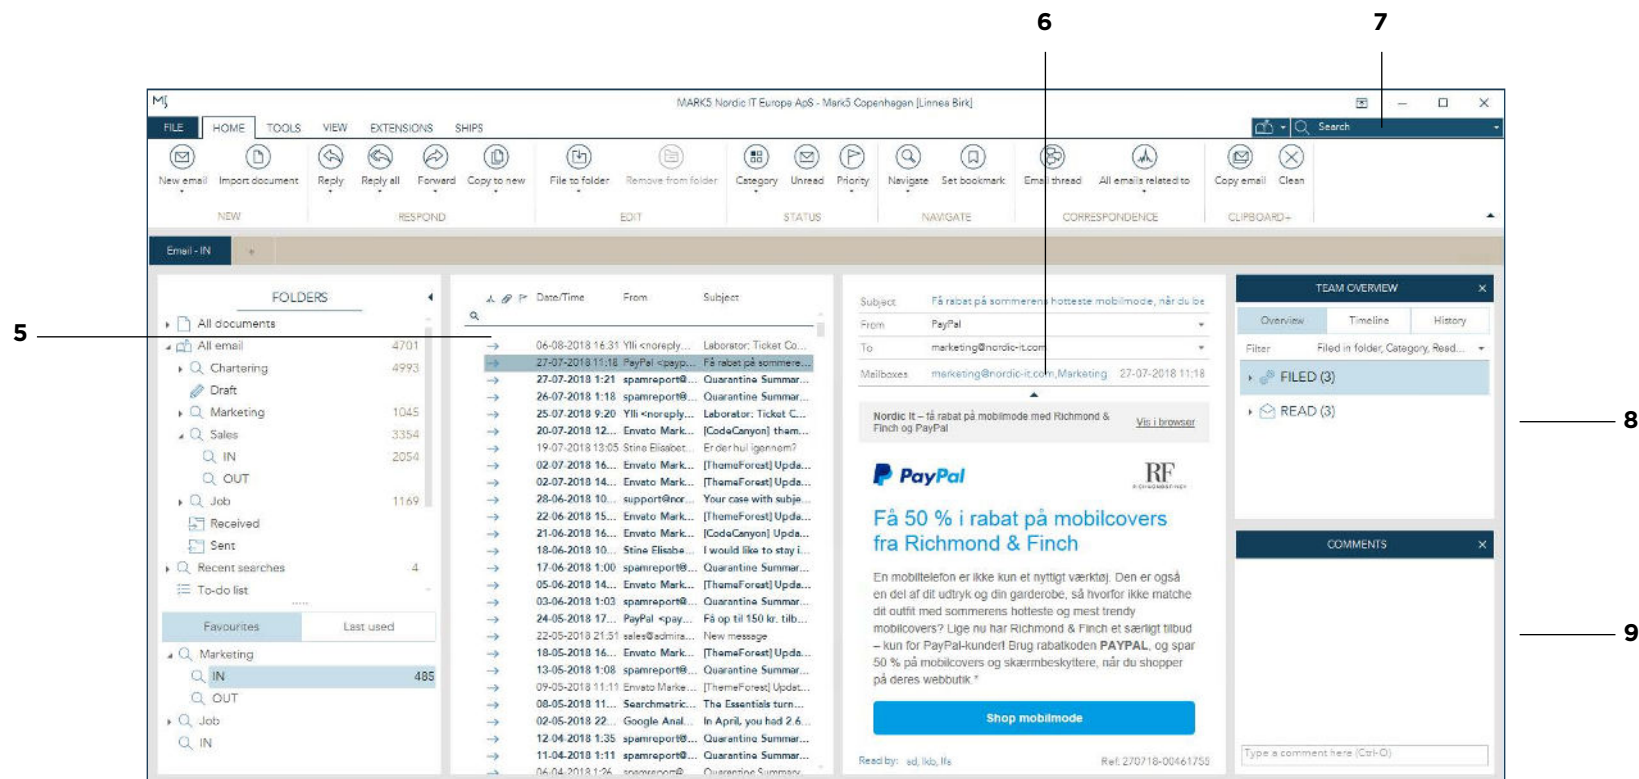 6
7
MARK5 Nordic IT Europe ApS - Mark5 Copenhagen [Linnea Birk]
FILE HOME TOOLS VIEW EXTENSIONS SHIPS
Search
New email Import document Reply Reply all Forward Copy to new File to folder Remove from folder Category Unread Priority Navigate Set bookmark Email thread All emails related to Copy email Clean
NEW RESPOND EDIT STATUS NAVIGATE CORRESPONDENCE CLIPBOARD+
Email - IN +
FOLDERS
5
All documents
All email 4701
Chartering 4993
Draft
Marketing 1045
Sales 3354
IN 2054
OUT
Job 1169
Received
Sent
Recent searches 4
To-do list
Favourites Last used
Marketing
IN 485
OUT
Job
IN
Date/Time From Subject
06-08-2018 16:31 Ylli <noreply... Laborator: Ticket Co...
27-07-2018 11:18 PayPal <payp... Få rabat på sommere...
27-07-2018 1:21 spamreport@... Quarantine Summar...
26-07-2018 1:18 spamreport@... Quarantine Summar...
25-07-2018 9:20 Ylli <noreply... Laborator: Ticket C...
20-07-2018 12... Envato Mark... [CodeCanyon] them...
19-07-2018 13:05 Stine Elisabet... Er der hul igennem?
02-07-2018 16... Envato Mark... [ThemeForest] Upda...
02-07-2018 14... Envato Mark... [ThemeForest] Upda...
28-06-2018 10... support@nor... Your case with subje...
22-06-2018 15... Envato Mark... [ThemeForest] Upda...
21-06-2018 16... Envato Mark... [CodeCanyon] Upda...
18-06-2018 10... Stine Elisabe... I would like to stay i...
17-06-2018 1:00 spamreport@... Quarantine Summar...
05-06-2018 14... Envato Mark... [ThemeForest] Upda...
03-06-2018 1:03 spamreport@... Quarantine Summar...
24-05-2018 17... PayPal <pay... Få op til 150 kr. tilb...
22-05-2018 21:51 sales@admira... New message
18-05-2018 16... Envato Mark... [ThemeForest] Upda...
13-05-2018 1:08 spamreport@... Quarantine Summar...
09-05-2018 11:11 Envato Marke... [ThemeForest] Updat...
08-05-2018 11... Searchmetric... The Essentials turn...
02-05-2018 22... Google Anal... In April, you had 2.6...
12-04-2018 1:35 spamreport@... Quarantine Summar...
11-04-2018 1:11 spamreport@... Quarantine Summar...
06-04-2018 1:26 spamreport@... Quarantine Summary
Subject Få rabat på sommerens hotteste mobilmode, når du be
From PayPal
To marketing@nordic-it.com
Mailboxes marketing@nordic-it.com,Marketing 27-07-2018 11:18
Nordic It – få rabat på mobilmode med Richmond &
Finch og PayPal
Vis i browser
PayPal
RF
Få 50 % i rabat på mobilcovers
fra Richmond & Finch
En mobiltelefon er ikke kun et nyttigt værktøj. Den er også
en del af dit udtryk og din garderobe, så hvorfor ikke matche
dit outfit med sommerens hotteste og mest trendy
mobilcovers? Lige nu har Richmond & Finch et særligt tilbud
– kun for PayPal-kunder! Brug rabatkoden PAYPAL, og spar
50 % på mobilcovers og skærmbeskyttere, når du shopper
på deres webbutik.*
Shop mobilmode
Read by: sd, lkb, lfs Ref: 270718-00461755
TEAM OVERVIEW
Overview Timeline History
Filter Filed in folder, Category, Read...
FILED (3)
READ (3)
8
COMMENTS
9
Type a comment here (Ctrl-O)